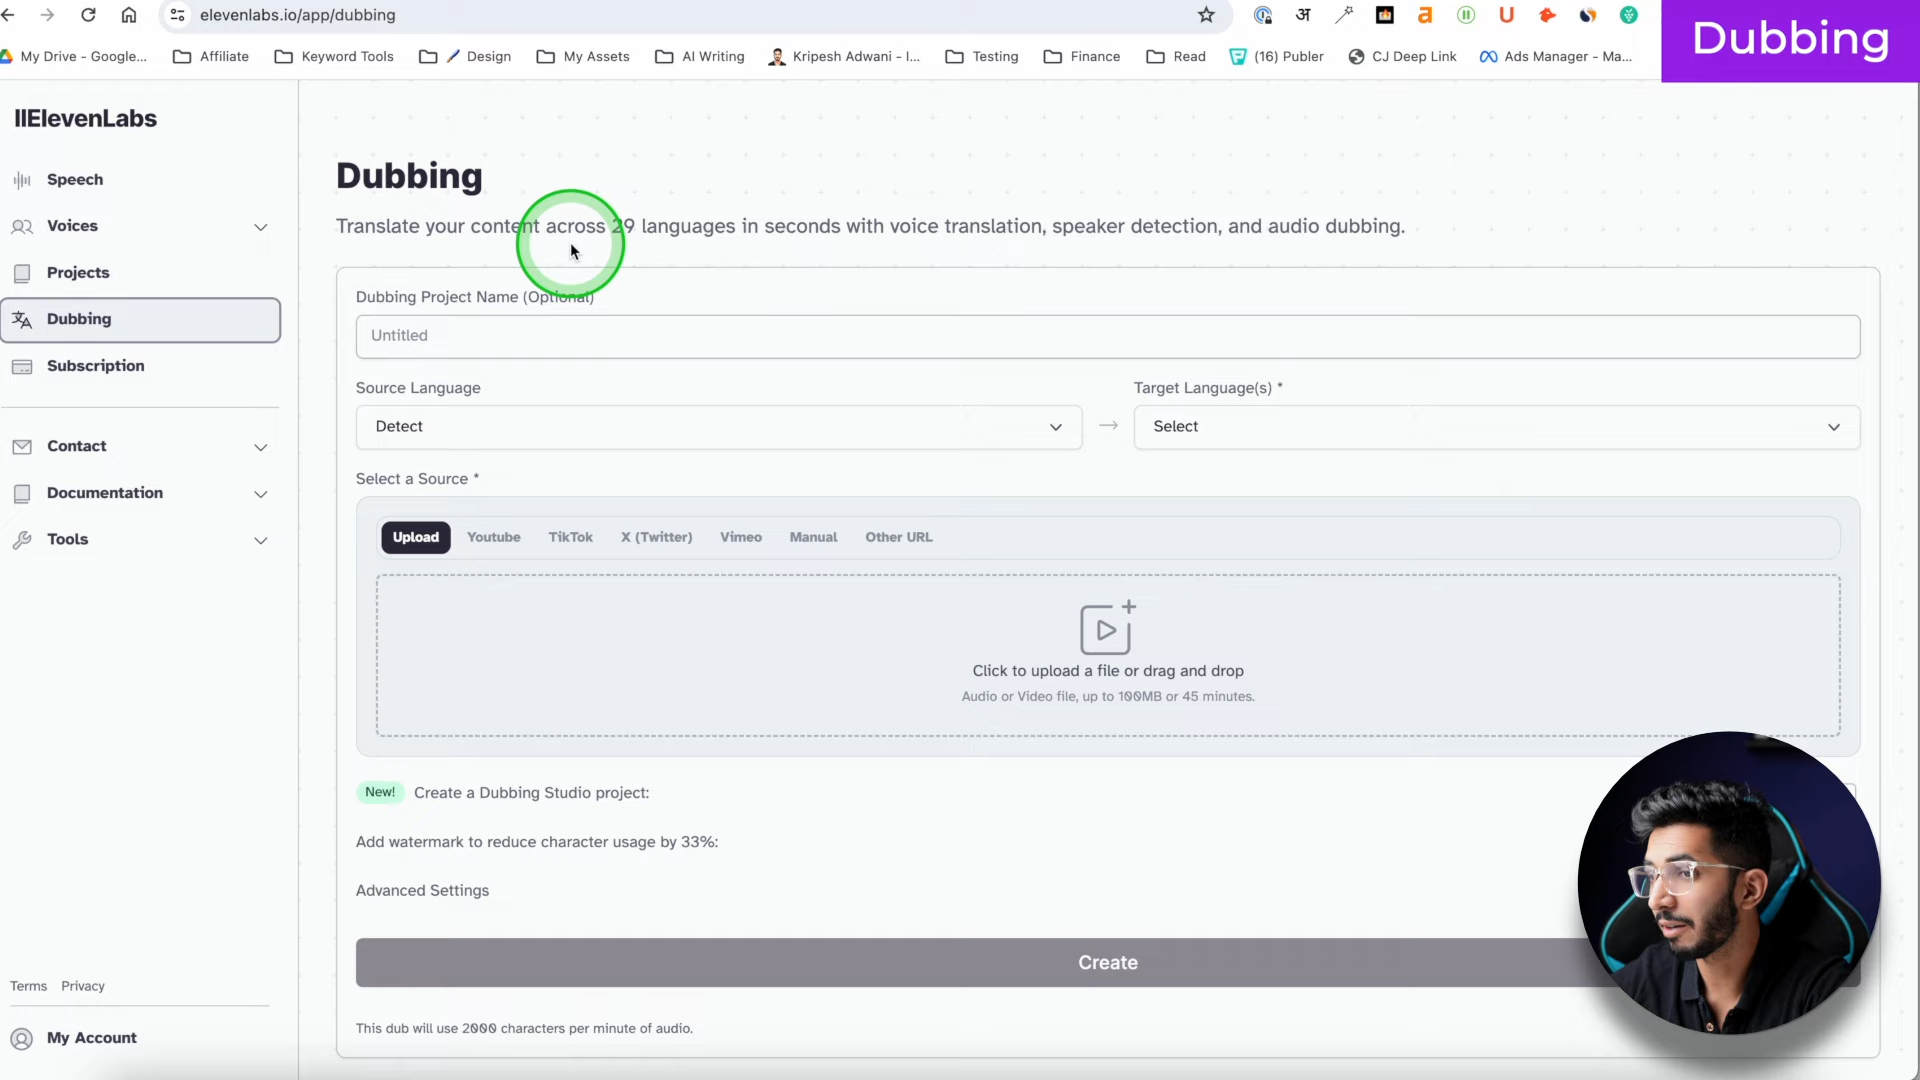 elevenlabs.io/app/dubbing
Dubbing
My Drive - Google...
Affiliate
Keyword Tools
Design
My Assets
AI Writing
Kripesh Adwani - I...
Testing
Finance
Read
(16) Publer
CJ Deep Link
Ads Manager - Ma...
IIElevenLabs
Speech
Voices
Projects
Dubbing
Subscription
Contact
Documentation
Tools
Terms Privacy
My Account
Dubbing
Translate your content across 29 languages in seconds with voice translation, speaker detection, and audio dubbing.
Dubbing Project Name (Optional)
Untitled
Source Language
Detect
Target Language(s) *
Select
Select a Source *
Upload
Youtube
TikTok
X (Twitter)
Vimeo
Manual
Other URL
Click to upload a file or drag and drop
Audio or Video file, up to 100MB or 45 minutes.
New! Create a Dubbing Studio project:
Add watermark to reduce character usage by 33%:
Advanced Settings
Create
This dub will use 2000 characters per minute of audio.